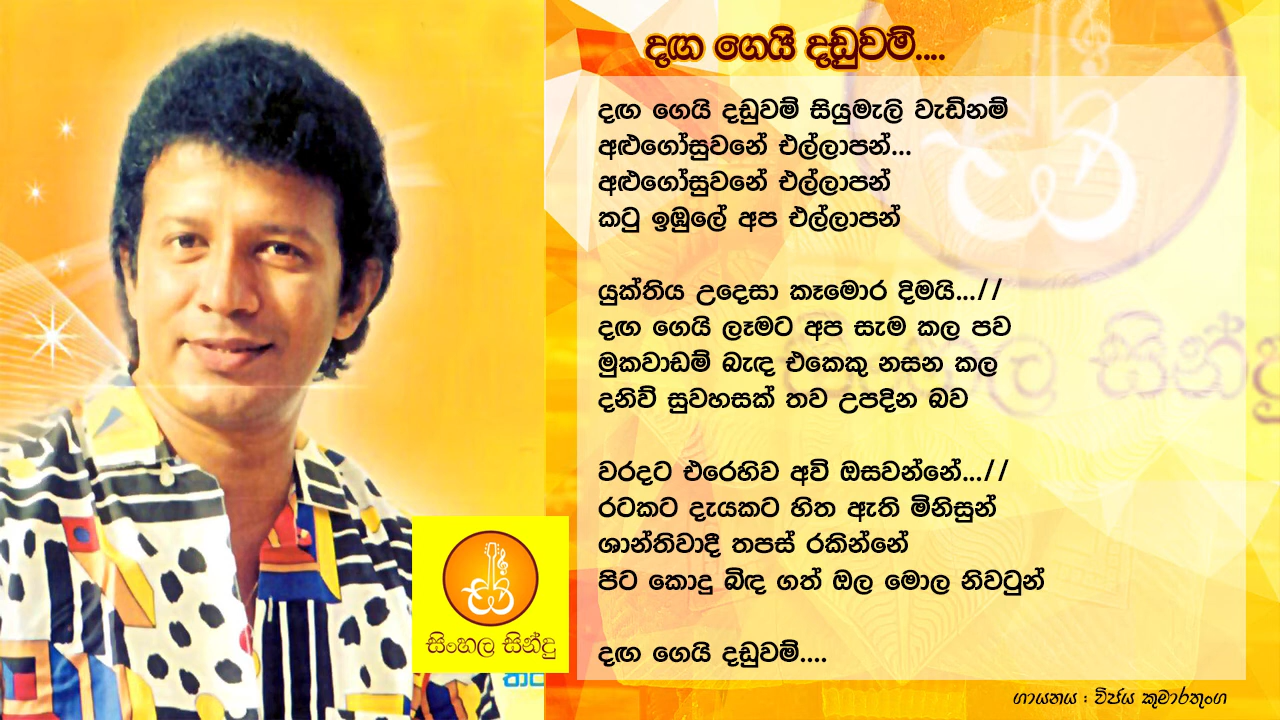 දඟ ගෙයි දඬුවම්....
දඟ ගෙයි දඬුවම් සියුමැලි වැඩිනම්
අළුගෝසුවනේ එල්ලාපන්...
අළුගෝසුවනේ එල්ලාපන්
කටු ඉඹුලේ අප එල්ලාපන්
යුක්තිය උදෙසා කෑමොර දිමයි...//
දඟ ගෙයි ලෑමට අප සැම කල පව
මුකවාඩම් බැඳ එකෙකු නසන කල
දනිව් සුවහසක් තව උපදින බව
වරදට එරෙහිව අවි ඔසවන්නේ...//
රටකට දැයකට හිත ඇති මිනිසුන්
ශාන්තිවාදී තපස් රකින්නේ
පිට කොඳු බිඳ ගත් ඔල මොල නිවටුන්
දඟ ගෙයි දඬුවම්....
සිංහල සින්දු
ගායනය : විජය කුමාරතුංග